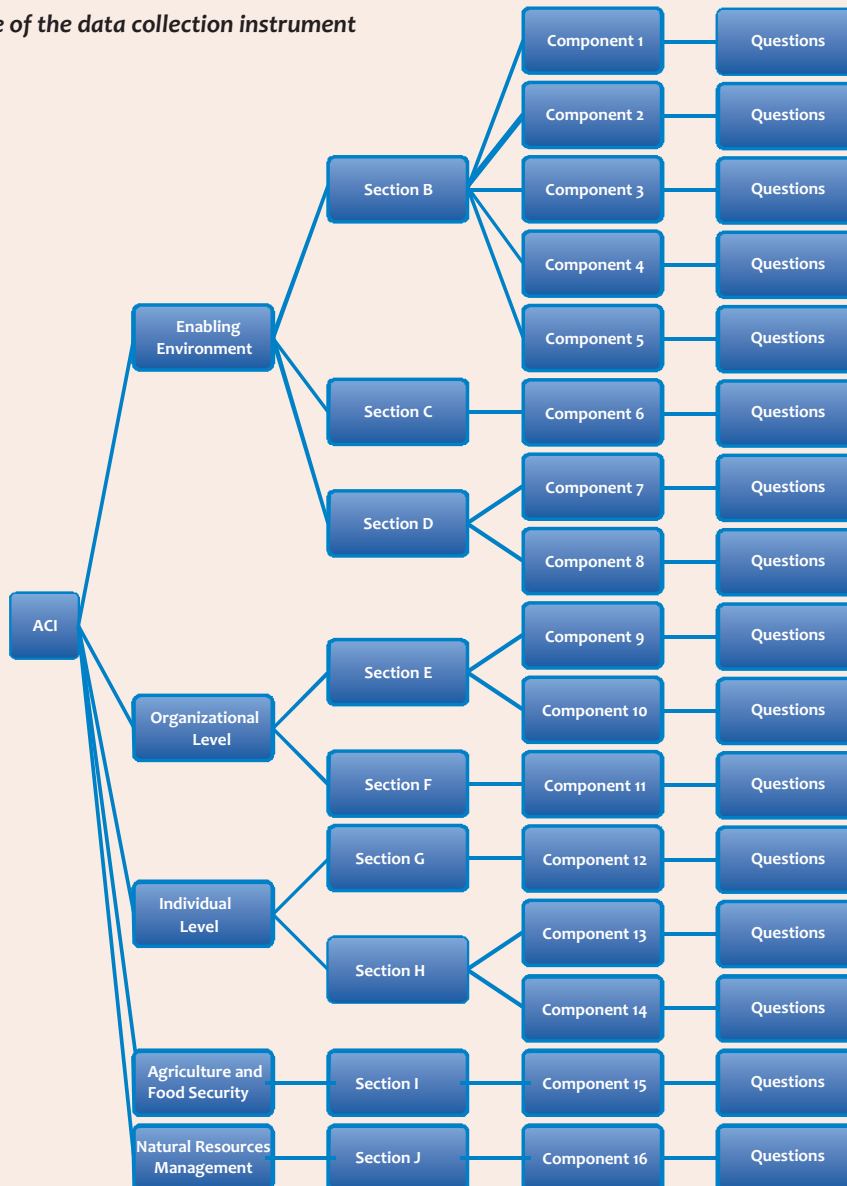 e of the data collection instrument
Component 1
Questions
Component 2
Questions
Section B
Component 3
Questions
Component 4
Questions
Enabling
Environment
Component 5
Questions
Section C
Component 6
Questions
Component 7
Questions
Section D
Component 8
Questions
ACI
Component 9
Questions
Section E
Component 10
Questions
Organizational
Level
Section F
Component 11
Questions
Section G
Component 12
Questions
Individual
Level
Component 13
Questions
Section H
Component 14
Questions
Agriculture and
Food Security
Section I
Component 15
Questions
Natural Resources
Management
Section J
Component 16
Questions